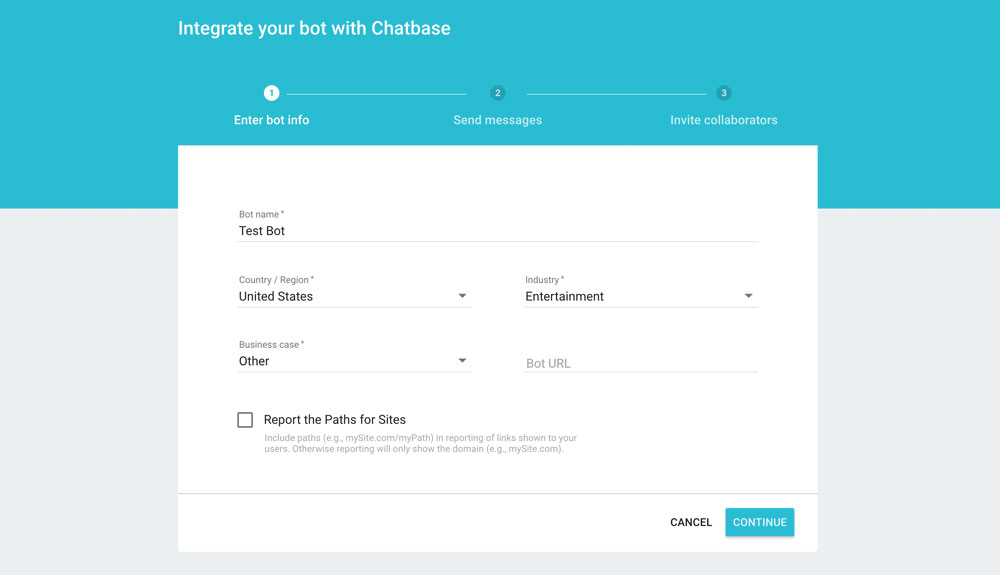 Integrate your bot with Chatbase
1 2 3
Enter bot info Send messages Invite collaborators
Bot name *
Test Bot
Country / Region * Industry *
United States Entertainment
Business case *
Other Bot URL
Report the Paths for Sites
Include paths (e.g., mySite.com/myPath) in reporting of links shown to your
users. Otherwise reporting will only show the domain (e.g., mySite.com).
CANCEL CONTINUE